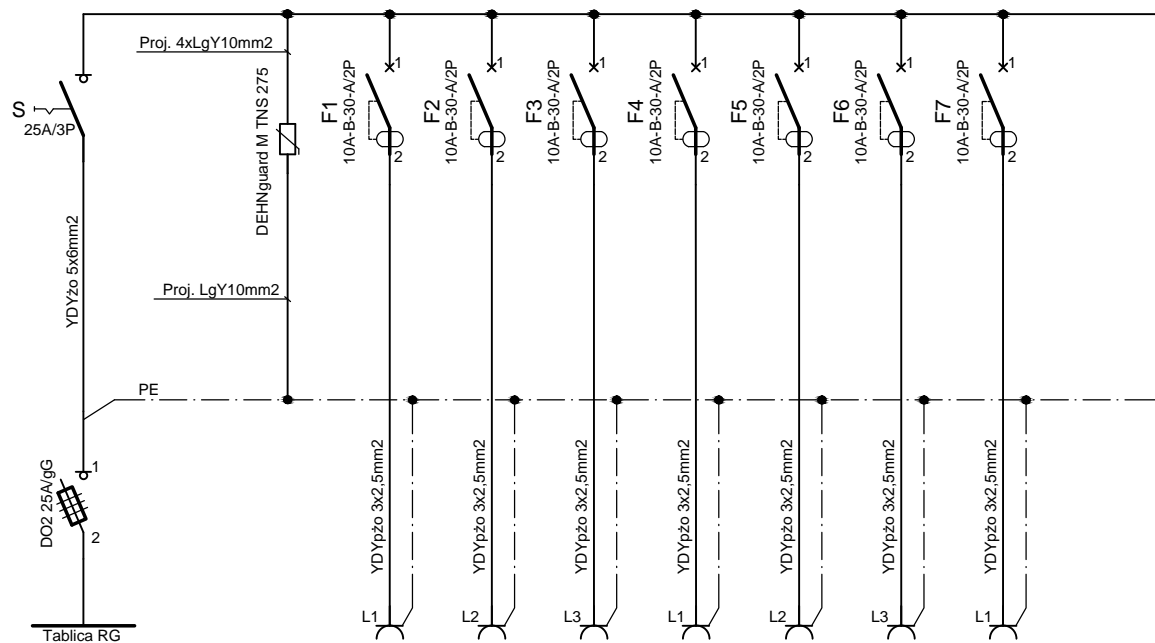 Proj. 4xLgY10mm2
S
25A/3P
DEHNguard M TNS 275
F1
10A-B-30-A/2P
1
2
F2
10A-B-30-A/2P
1
2
F3
10A-B-30-A/2P
1
2
F4
10A-B-30-A/2P
1
2
F5
10A-B-30-A/2P
1
2
F6
10A-B-30-A/2P
1
2
F7
10A-B-30-A/2P
1
2
YDYżo 5x6mm2
Proj. LgY10mm2
PE
DO2 25A/gG
1
2
YDYpżo 3x2,5mm2
YDYpżo 3x2,5mm2
YDYpżo 3x2,5mm2
YDYpżo 3x2,5mm2
YDYpżo 3x2,5mm2
YDYpżo 3x2,5mm2
YDYpżo 3x2,5mm2
L1
L2
L3
L1
L2
L3
L1
Tablica RG